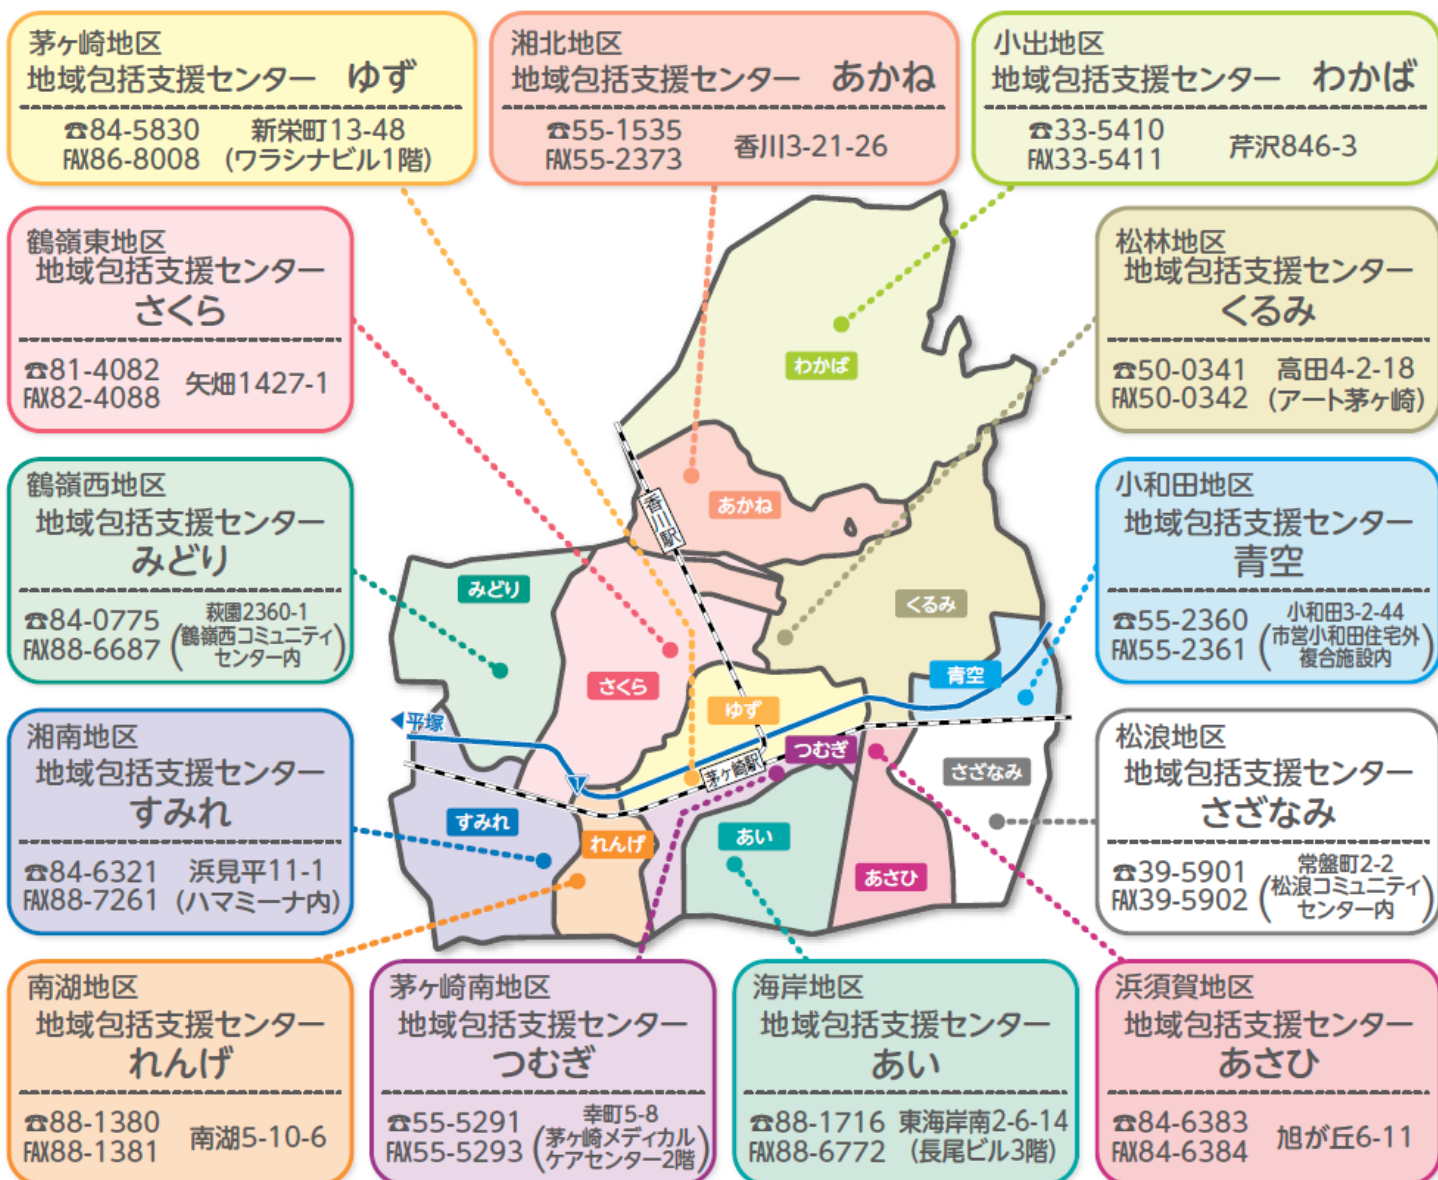 茅ヶ崎地区
地域包括支援センター ゆず
☎84-5830
FAX86-8008
新栄町13-48
(ワラシナビル1階)
湘北地区
地域包括支援センター あかね
☎55-1535
FAX55-2373
香川3-21-26
小出地区
地域包括支援センター わかば
☎33-5410
FAX33-5411
芹沢846-3
鶴嶺東地区
地域包括支援センター
さくら
☎81-4082
FAX82-4088
矢畑1427-1
松林地区
地域包括支援センター
くるみ
☎50-0341
FAX50-0342
高田4-2-18
(アート茅ヶ崎)
鶴嶺西地区
地域包括支援センター
みどり
☎84-0775
FAX88-6687
萩園2360-1
(鶴嶺西コミュニティ
センター内)
小和田地区
地域包括支援センター
青空
☎55-2360
FAX55-2361
小和田3-2-44
(市営小和田住宅外
複合施設内)
湘南地区
地域包括支援センター
すみれ
☎84-6321
FAX88-7261
浜見平11-1
(ハマミーナ内)
松浪地区
地域包括支援センター
さざなみ
☎39-5901
FAX39-5902
常盤町2-2
(松浪コミュニティ
センター内)
わかば
あかね
香川駅
みどり
くるみ
さくら
青空
ゆず
平塚
つむぎ
1
茅ヶ崎駅
さざなみ
すみれ
れんげ
あい
あさひ
南湖地区
地域包括支援センター
れんげ
☎88-1380
FAX88-1381
南湖5-10-6
茅ヶ崎南地区
地域包括支援センター
つむぎ
☎55-5291
FAX55-5293
幸町5-8
(茅ヶ崎メディカル
ケアセンター2階)
海岸地区
地域包括支援センター
あい
☎88-1716
FAX88-6772
東海岸南2-6-14
(長尾ビル3階)
浜須賀地区
地域包括支援センター
あさひ
☎84-6383
FAX84-6384
旭が丘6-11